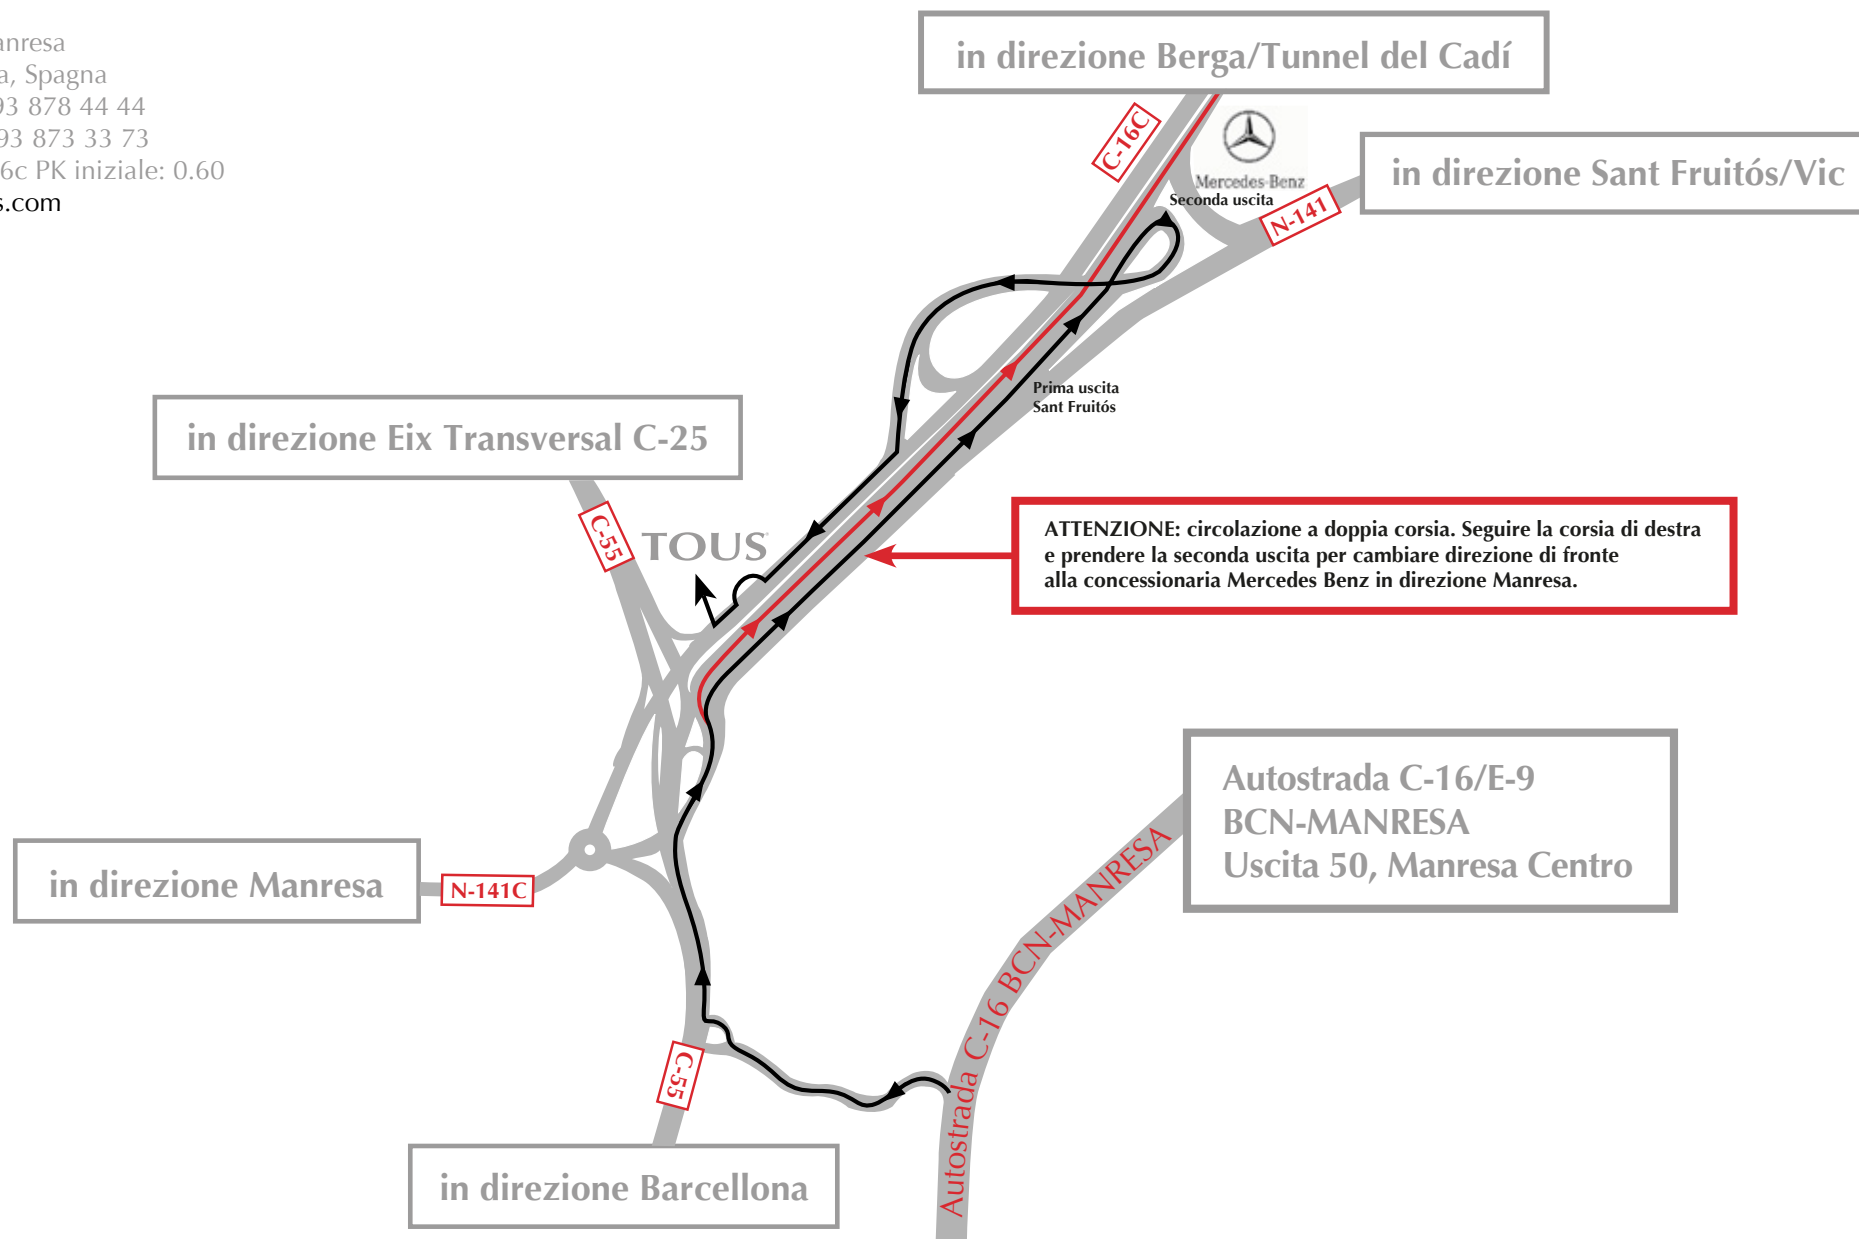 anresa
a, Spagna
93 878 44 44
93 873 33 73
6c PK iniziale: 0.60
s.com
in direzione Berga/Tunnel del Cadí
C-16C
Mercedes-Benz
Seconda uscita
in direzione Sant Fruitós/Vic
N-141
Prima uscita
Sant Fruitós
in direzione Eix Transversal C-25
C-55
TOUS
ATTENZIONE: circolazione a doppia corsia. Seguire la corsia di destra
e prendere la seconda uscita per cambiare direzione di fronte
alla concessionaria Mercedes Benz in direzione Manresa.
Autostrada C-16/E-9
BCN-MANRESA
Uscita 50, Manresa Centro
in direzione Manresa
N-141C
Autostrada C-16 BCN-MANRESA
C-55
in direzione Barcellona